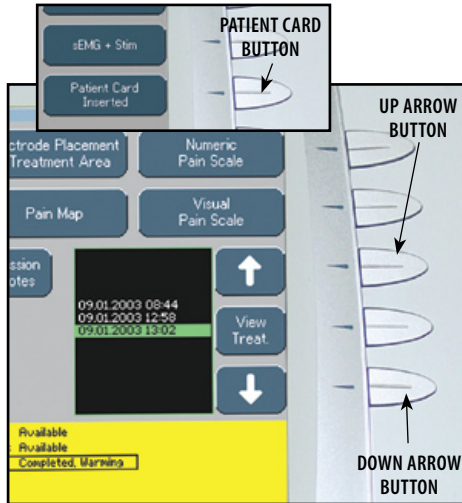 PATIENT CARD
BUTTON
sEMG + Stim
Patient Card
Inserted
UP ARROW
BUTTON
ctrode Placement
Treatment Area
Numeric
Pain Scale
Pain Map
Visual
Pain Scale
ssion
otes
09.01.2003 08:44
09.01.2003 12:58
09.01.2003 13:02
View
Treat.
Available
: Available
Completed, Warming
DOWN ARROW
BUTTON